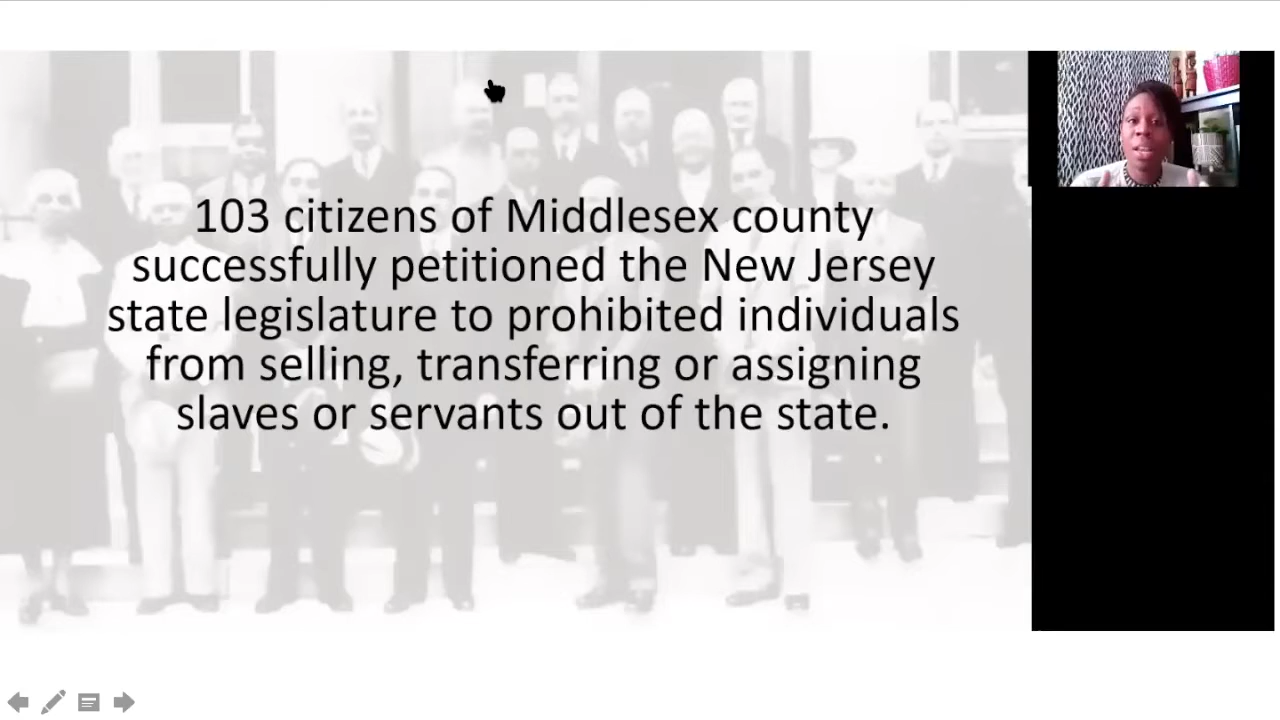 103 citizens of Middlesex county
successfully petitioned the New Jersey
state legislature to prohibited individuals
from selling, transferring or assigning
slaves or servants out of the state.